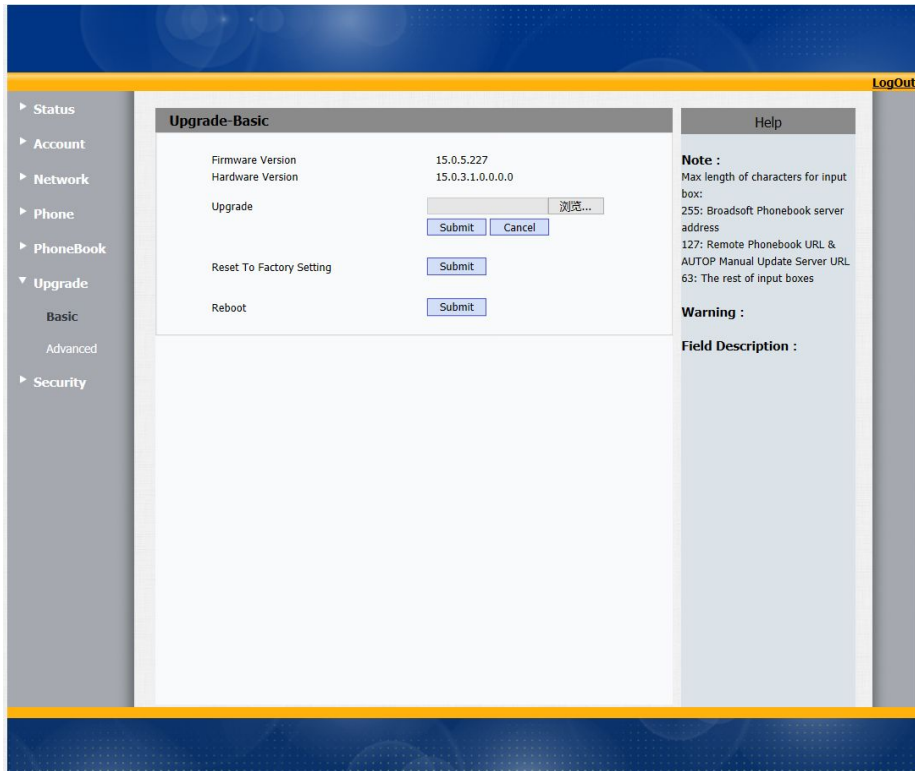 LogOut
Status
Account
Network
Phone
PhoneBook
Upgrade
Basic
Advanced
Security
Upgrade-Basic
Firmware Version 15.0.5.227
Hardware Version 15.0.3.1.0.0.0.0
Upgrade 浏览...
Submit Cancel
Reset To Factory Setting Submit
Reboot Submit
Help
Note :
Max length of characters for input
box:
255: Broadsoft Phonebook server
address
127: Remote Phonebook URL &
AUTOP Manual Update Server URL
63: The rest of input boxes
Warning :
Field Description :